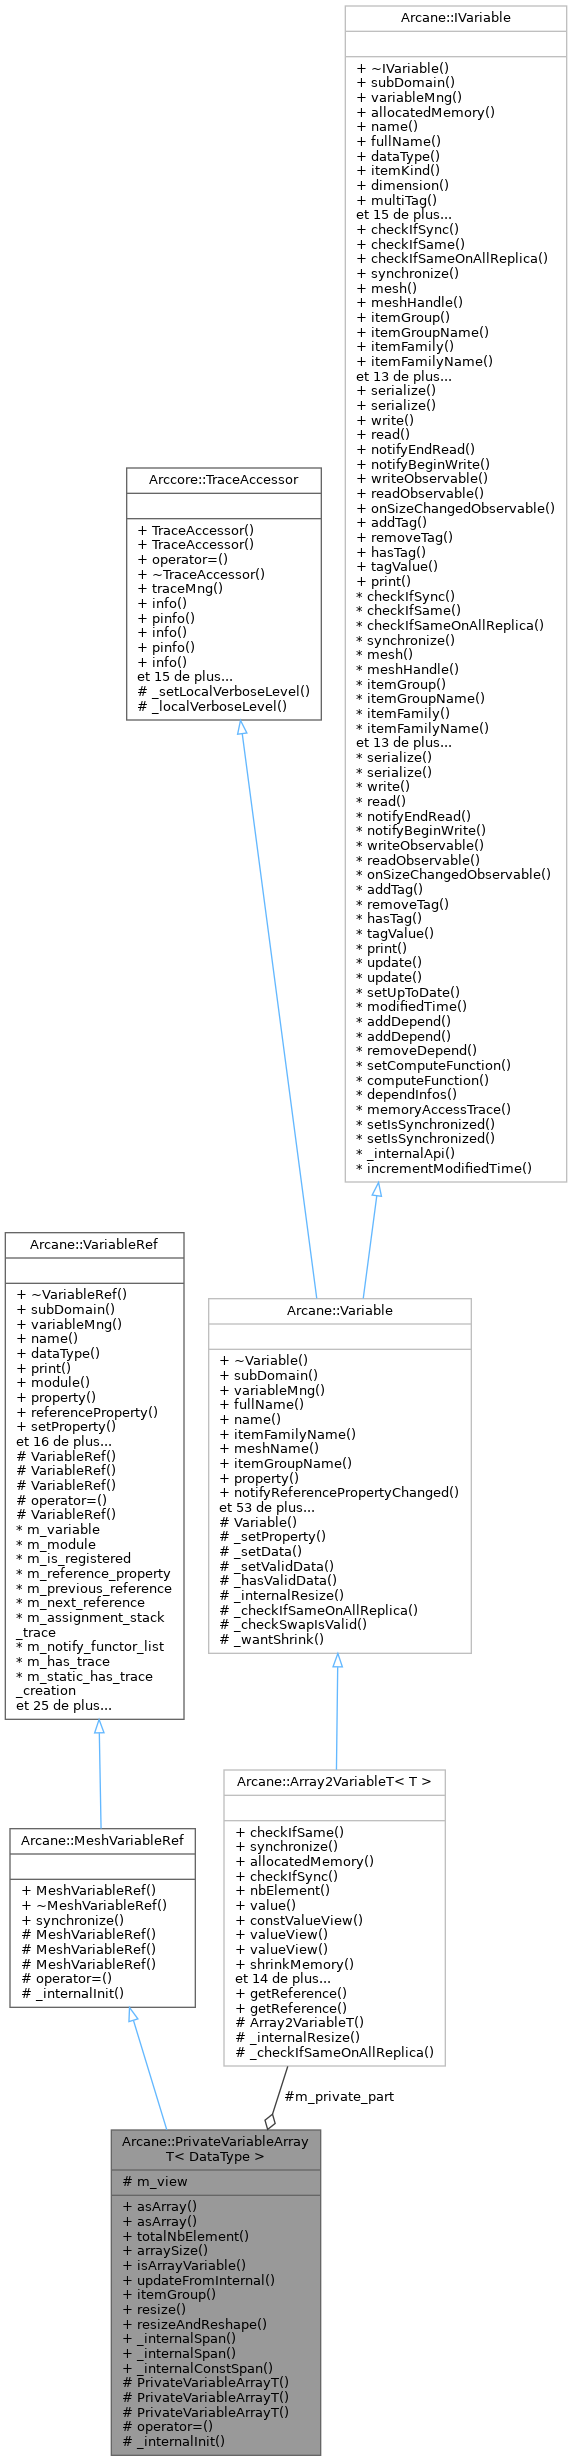 Arcane::IVariable
+ ~IVariable()
+ subDomain()
+ variableMng()
+ allocatedMemory()
+ name()
+ fullName()
+ dataType()
+ itemKind()
+ dimension()
+ multiTag()
et 15 de plus...
+ checkIfSync()
+ checkIfSame()
+ checkIfSameOnAllReplica()
+ synchronize()
+ mesh()
+ meshHandle()
+ itemGroup()
+ itemGroupName()
+ itemFamily()
+ itemFamilyName()
et 13 de plus...
+ serialize()
+ serialize()
+ write()
+ read()
+ notifyEndRead()
+ notifyBeginWrite()
+ writeObservable()
+ readObservable()
+ onSizeChangedObservable()
+ addTag()
+ removeTag()
+ hasTag()
+ tagValue()
+ print()
* checkIfSync()
* checkIfSame()
* checkIfSameOnAllReplica()
* synchronize()
* mesh()
* meshHandle()
* itemGroup()
* itemGroupName()
* itemFamily()
* itemFamilyName()
et 13 de plus...
* serialize()
* serialize()
* write()
* read()
* notifyEndRead()
* notifyBeginWrite()
* writeObservable()
* readObservable()
* onSizeChangedObservable()
* addTag()
* removeTag()
* hasTag()
* tagValue()
* print()
* update()
* update()
* setUpToDate()
* modifiedTime()
* addDepend()
* addDepend()
* removeDepend()
* setComputeFunction()
* computeFunction()
* dependInfos()
* memoryAccessTrace()
* setIsSynchronized()
* setIsSynchronized()
* _internalApi()
* incrementModifiedTime()
Arccore::TraceAccessor
+ TraceAccessor()
+ TraceAccessor()
+ operator=()
+ ~TraceAccessor()
+ traceMng()
+ info()
+ pinfo()
+ info()
+ pinfo()
+ info()
et 15 de plus...
# _setLocalVerboseLevel()
# _localVerboseLevel()
Arcane::VariableRef
+ ~VariableRef()
+ subDomain()
+ variableMng()
+ name()
+ dataType()
+ print()
+ module()
+ property()
+ referenceProperty()
+ setProperty()
et 16 de plus...
# VariableRef()
# VariableRef()
# VariableRef()
# operator=()
# VariableRef()
* m_variable
* m_module
* m_is_registered
* m_reference_property
* m_previous_reference
* m_next_reference
* m_assignment_stack
_trace
* m_notify_functor_list
* m_has_trace
* m_static_has_trace
_creation
et 25 de plus...
Arcane::Variable
+ ~Variable()
+ subDomain()
+ variableMng()
+ fullName()
+ name()
+ itemFamilyName()
+ meshName()
+ itemGroupName()
+ property()
+ notifyReferencePropertyChanged()
et 53 de plus...
# Variable()
# _setProperty()
# _setData()
# _setValidData()
# _hasValidData()
# _internalResize()
# _checkIfSameOnAllReplica()
# _checkSwapIsValid()
# _wantShrink()
Arcane::Array2VariableT< T >
+ checkIfSame()
+ synchronize()
+ allocatedMemory()
+ checkIfSync()
+ nbElement()
+ value()
+ constValueView()
+ valueView()
+ valueView()
+ shrinkMemory()
et 14 de plus...
+ getReference()
+ getReference()
# Array2VariableT()
# _internalResize()
# _checkIfSameOnAllReplica()
Arcane::MeshVariableRef
+ MeshVariableRef()
+ ~MeshVariableRef()
+ synchronize()
# MeshVariableRef()
# MeshVariableRef()
# MeshVariableRef()
# operator=()
# _internalInit()
#m_private_part
Arcane::PrivateVariableArray
T< DataType >
# m_view
+ asArray()
+ asArray()
+ totalNbElement()
+ arraySize()
+ isArrayVariable()
+ updateFromInternal()
+ itemGroup()
+ resize()
+ resizeAndReshape()
+ _internalSpan()
+ _internalSpan()
+ _internalConstSpan()
# PrivateVariableArrayT()
# PrivateVariableArrayT()
# PrivateVariableArrayT()
# operator=()
# _internalInit()